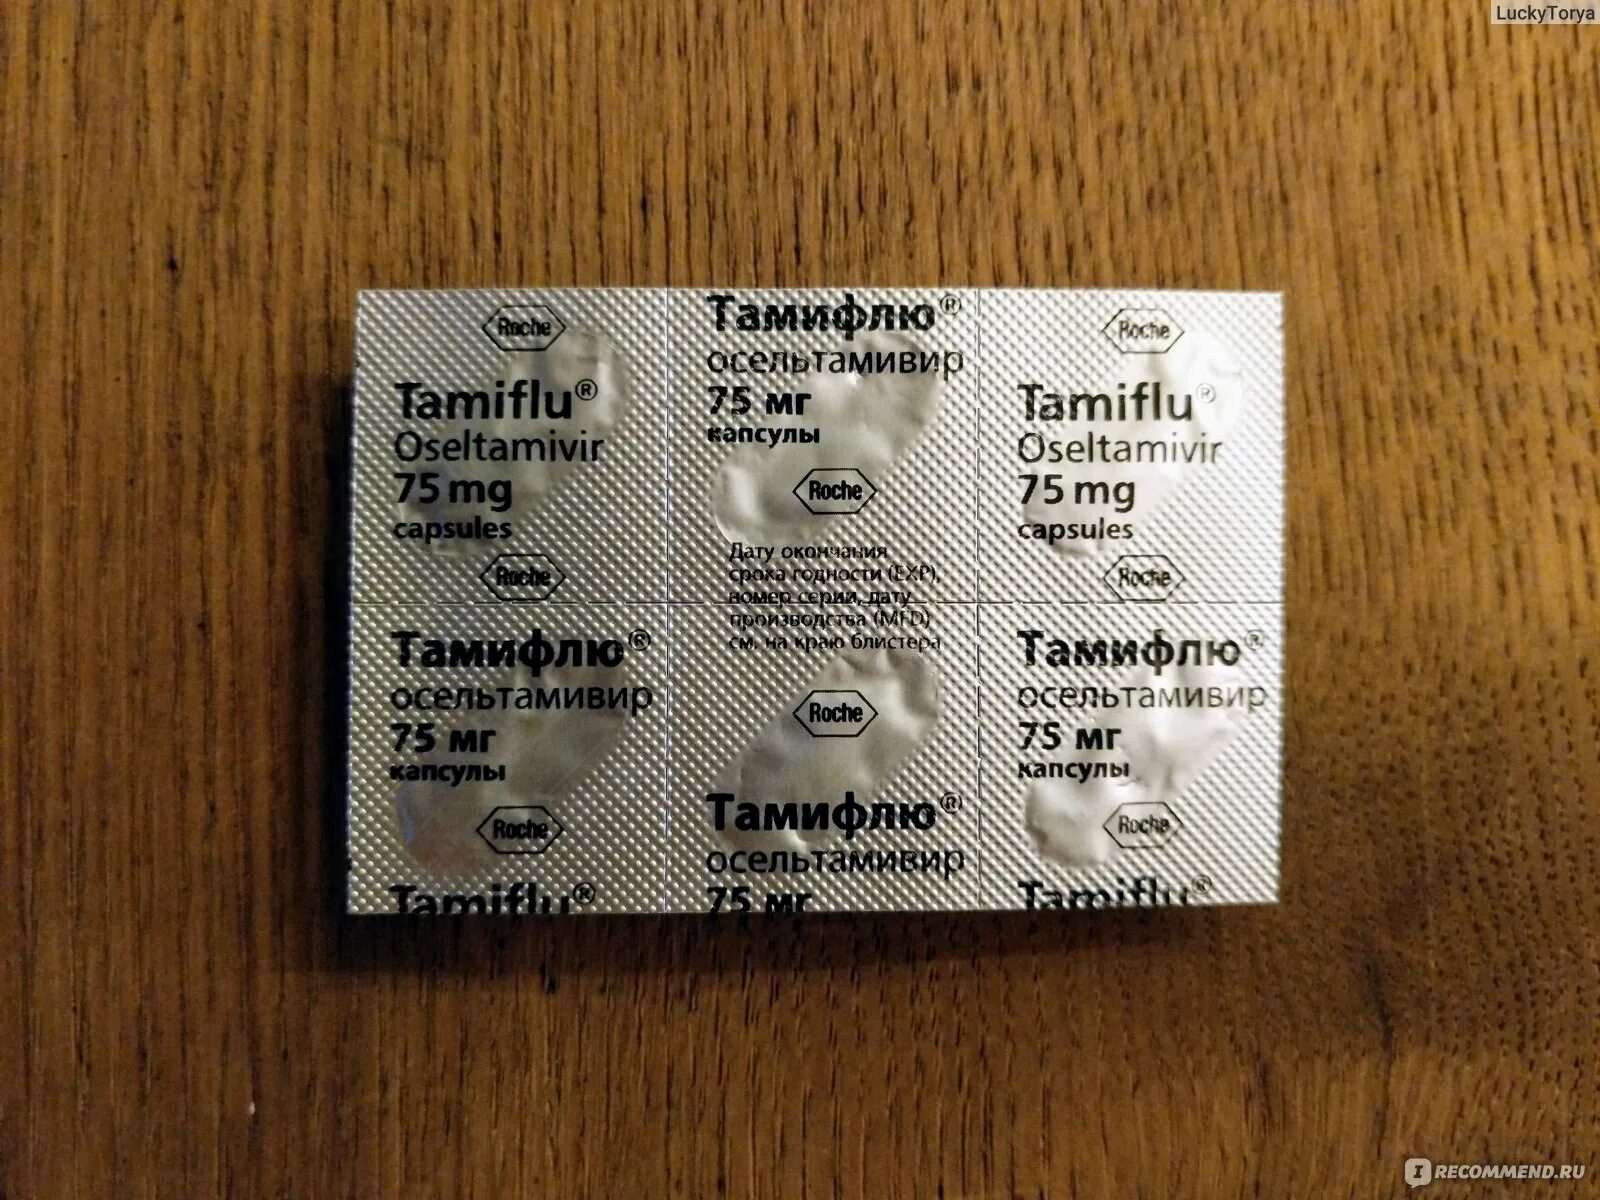 LuckyTorya
Roche
Tamiflu®
Oseltamivir
75 mg
capsules
Roche
Тамифлю®
осельтамивир
75 мг
капсулы
Roche
Tamiflu®
Тамифлю®
осельтамивир
75 мг
капсулы
Roche
Дату окончания
срока годности (EXP),
номер серии, дату
производства (MFD)
см. на краю блистера
Roche
Тамифлю®
осельтамивир
75 мг
Roche
Tamiflu®
Oseltamivir
75 mg
capsules
Roche
Тамифлю®
осельтамивир
75 мг
капсулы
Roche
Tamiflu®
IRECOMMEND.RU